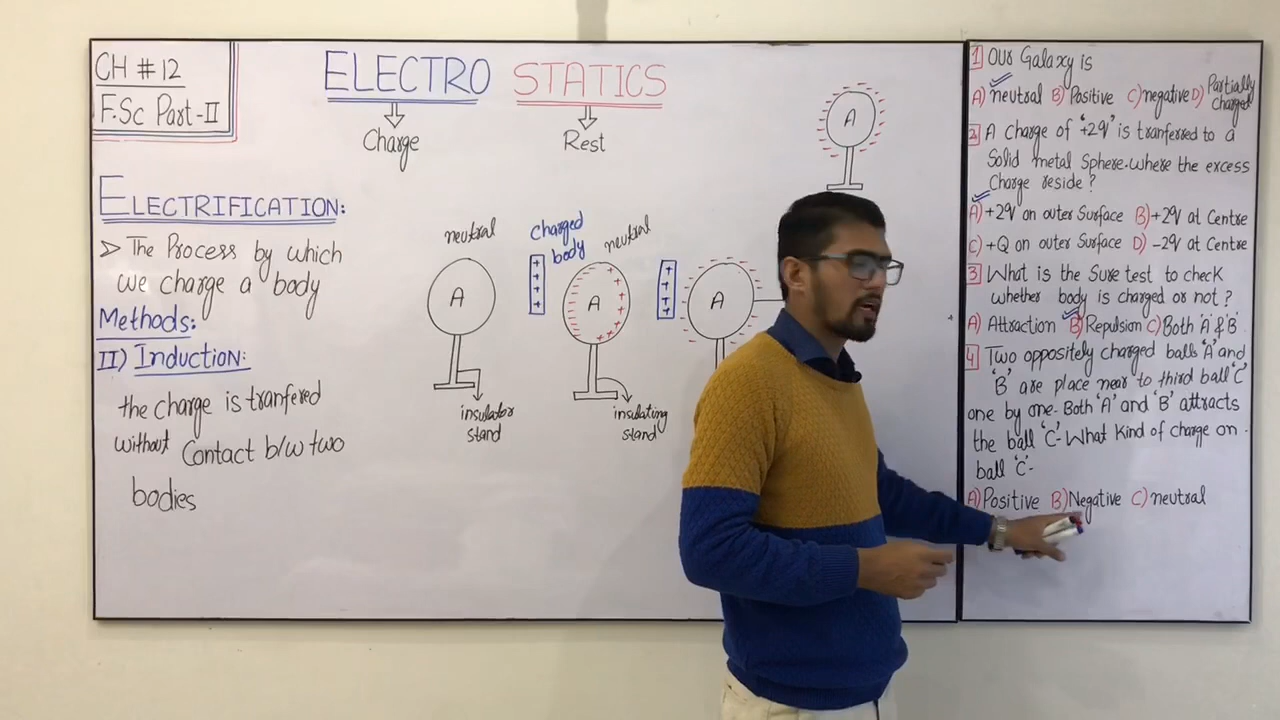 CH # 12
F.Sc Part-II
ELECTRO STATICS
Charge
Rest
ELECTRIFICATION:
➢ The Process by which
we charge a body
Methods:
II) Induction:
the charge is tranfered
without Contact b/w two
bodies
neutral
A
insulator
stand
charged
body
+
+
+
+
neutral
A
insulating
stand
+
+
+
+
A
A
1 Our Galaxy is
A) neutral B) Positive C) negative D) Partially
charged
2 A charge of '+2q' is tranferred to a
Solid metal Sphere. where the excess
Charge reside ?
A) +2q on outer Surface B) +2q at Centre
C) +Q on outer Surface D) -2q at Centre
3 What is the Sure test to check
whether body is charged or not ?
A) Attraction B) Repulsion C) Both 'A' & 'B'
4 Two oppositely charged balls 'A' and
'B' are place near to third ball 'C'
one by one. Both 'A' and 'B' attracts
the ball 'C'. What kind of charge on
ball 'C'-
A) Positive B) Negative C) neutral